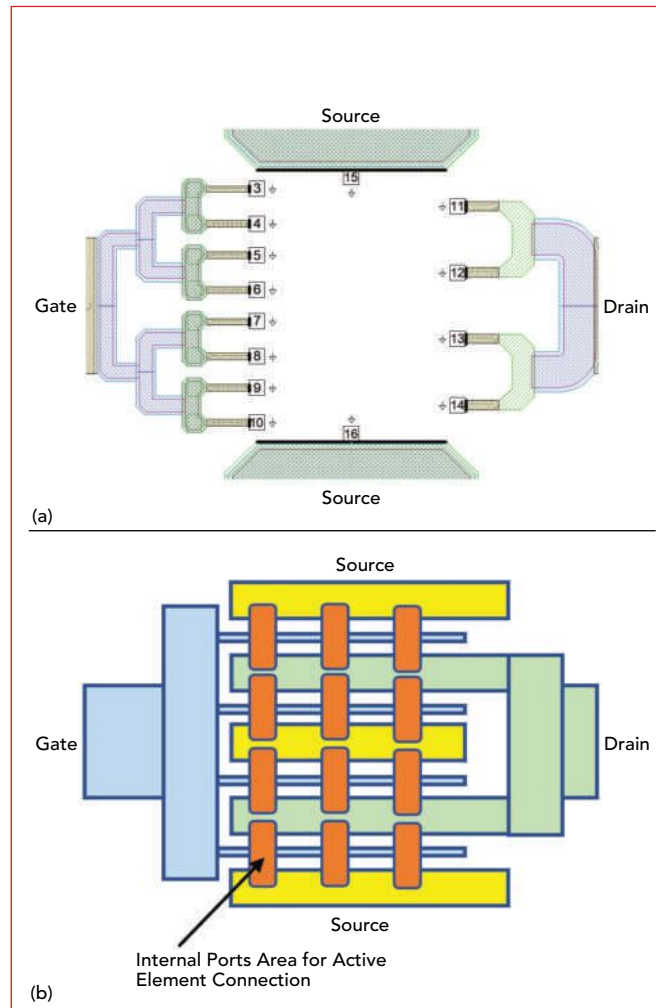 Source
15
3
11
4
5
12
6
Gate
Drain
7
13
8
9
14
16
10
Source
(a)
Source
Gate
Drain
Source
Internal Ports Area for Active
Element Connection
(b)